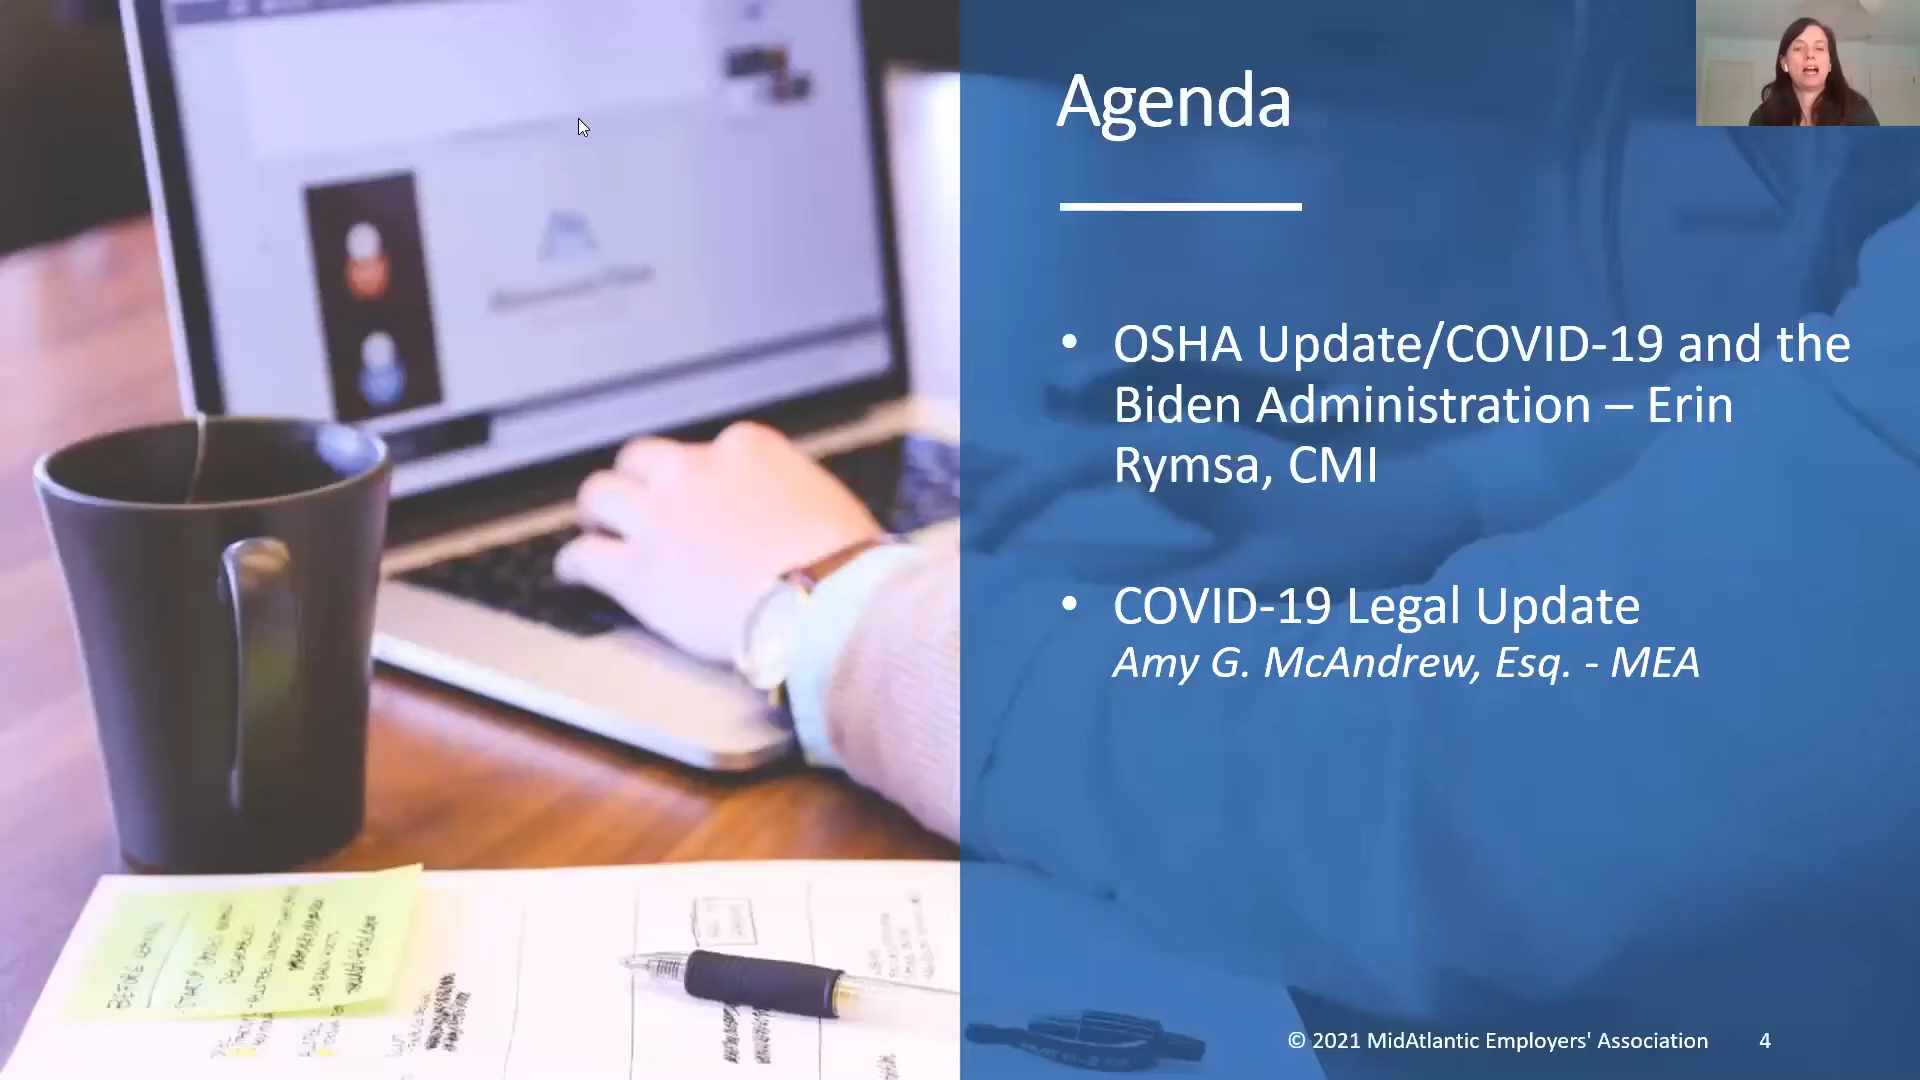 Agenda
• OSHA Update/COVID-19 and the
Biden Administration – Erin
Rymsa, CMI
• COVID-19 Legal Update
Amy G. McAndrew, Esq. - MEA
BEFORE
© 2021 MidAtlantic Employers' Association 4